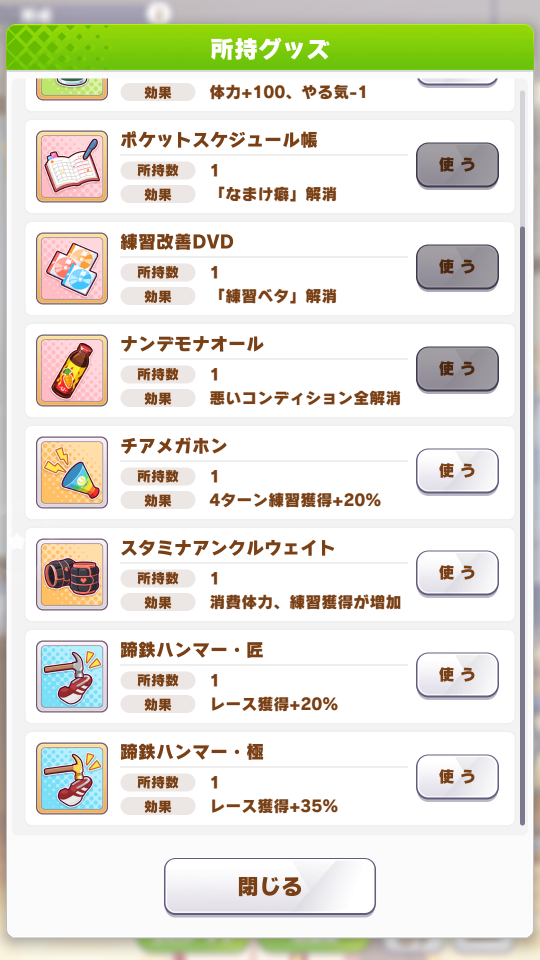 所持グッズ
効果 体力+100、やる気-1
ポケットスケジュール帳
所持数 1
使う
効果 「なまけ癖」解消
練習改善DVD
所持数 1
使う
効果 「練習ベタ」解消
ナンデモナオール
所持数 1
使う
効果 悪いコンディション全解消
チアメガホン
所持数 1
使う
効果 4ターン練習獲得+20%
スタミナアンクルウェイト
所持数 1
使う
効果 消費体力、練習獲得が増加
蹄鉄ハンマー・匠
所持数 1
使う
効果 レース獲得+20%
蹄鉄ハンマー・極
所持数 1
使う
効果 レース獲得+35%
閉じる